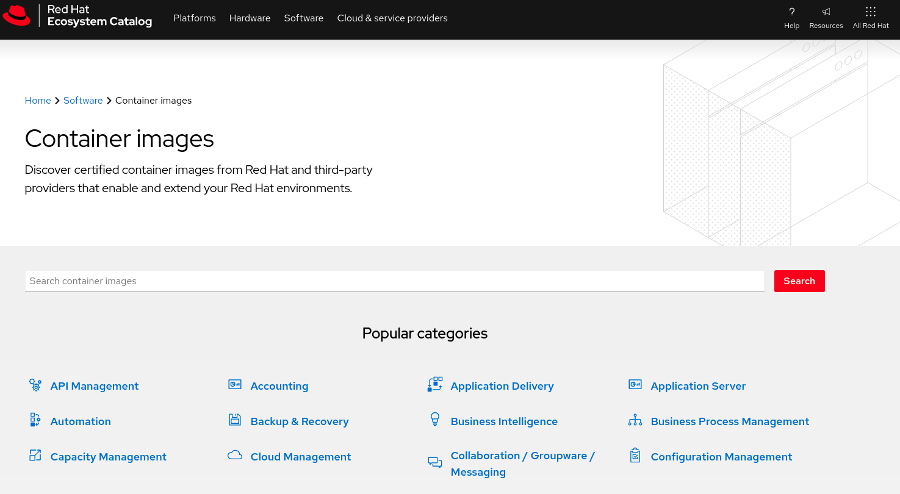 Red Hat
Ecosystem Catalog
Platforms Hardware Software Cloud & service providers
Help Resources All Red Hat
Home Software Container images
Container images
Discover certified container images from Red Hat and third-party
providers that enable and extend your Red Hat environments.
Search container images Search
Popular categories
API Management Accounting Application Delivery Application Server
Automation Backup & Recovery Business Intelligence Business Process Management
Capacity Management Cloud Management Collaboration / Groupware / Configuration Management
Messaging